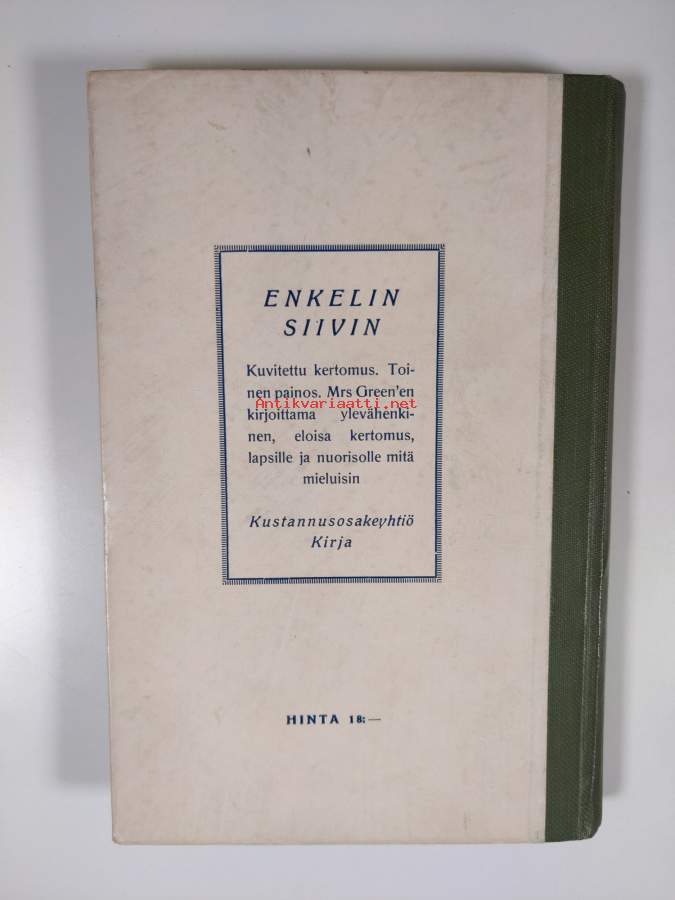 ENKELIN
SIIVIN
Kuvitettu kertomus. Toi-
nen painos. Mrs Green'en
Antikvariaatti.net
kirjoittama ylevähenki-
nen, eloisa kertomus,
lapsille ja nuorisolle mitä
mieluisin
Kustannusosakeyhtiö
Kirja
HINTA 18:—